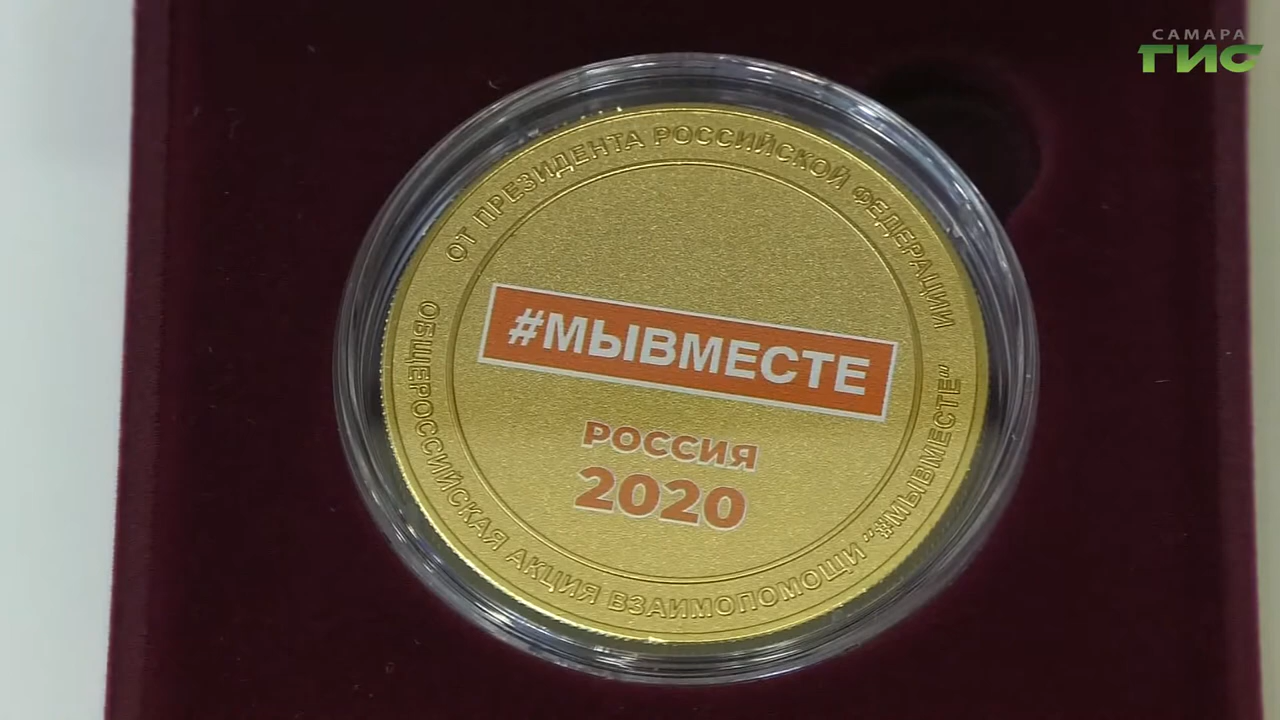 САМАРА
ГИС
ОТ ПРЕЗИДЕНТА РОССИЙСКОЙ ФЕДЕРАЦИИ
#МЫВМЕСТЕ
РОССИЯ
2020
ОБЩЕРОССИЙСКАЯ АКЦИЯ ВЗАИМОПОМОЩИ „#МЫВМЕСТЕ“